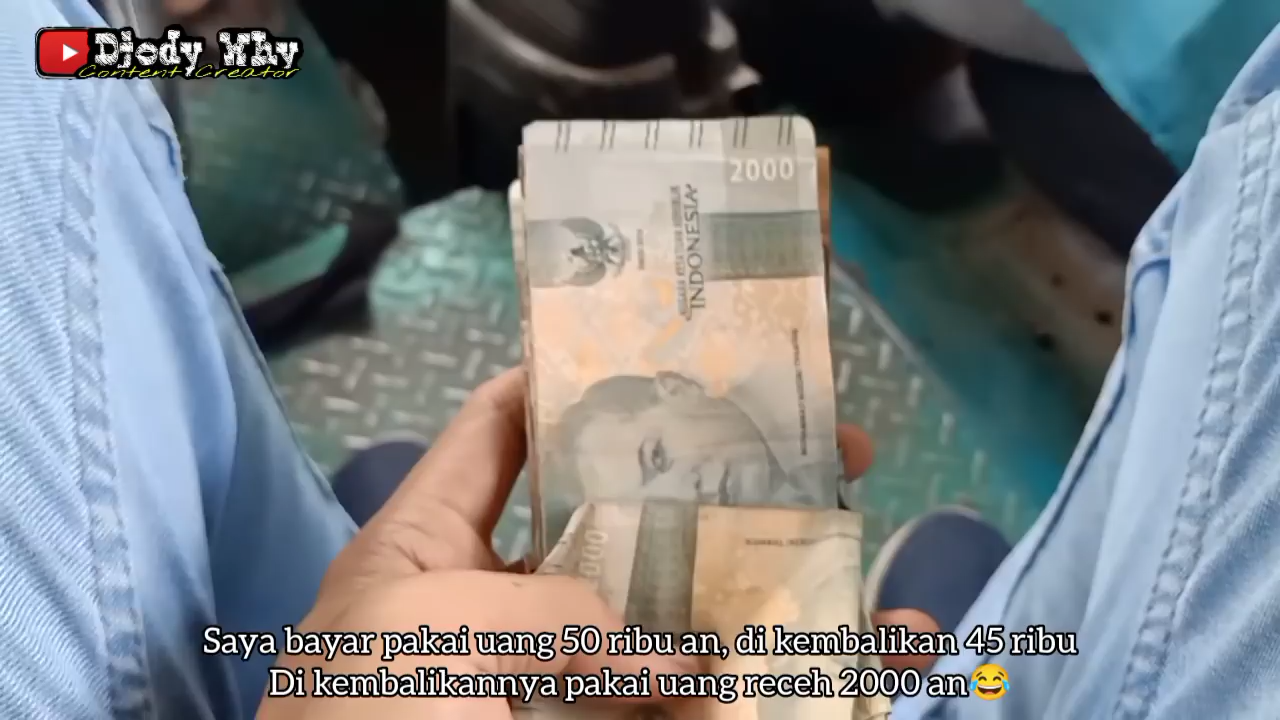 Djody Why
Content Creator
2000
INDONESIA
000
Saya bayar pakai uang 50 ribu an, di kembalikan 45 ribu
Di kembalikannya pakai uang receh 2000 an😂